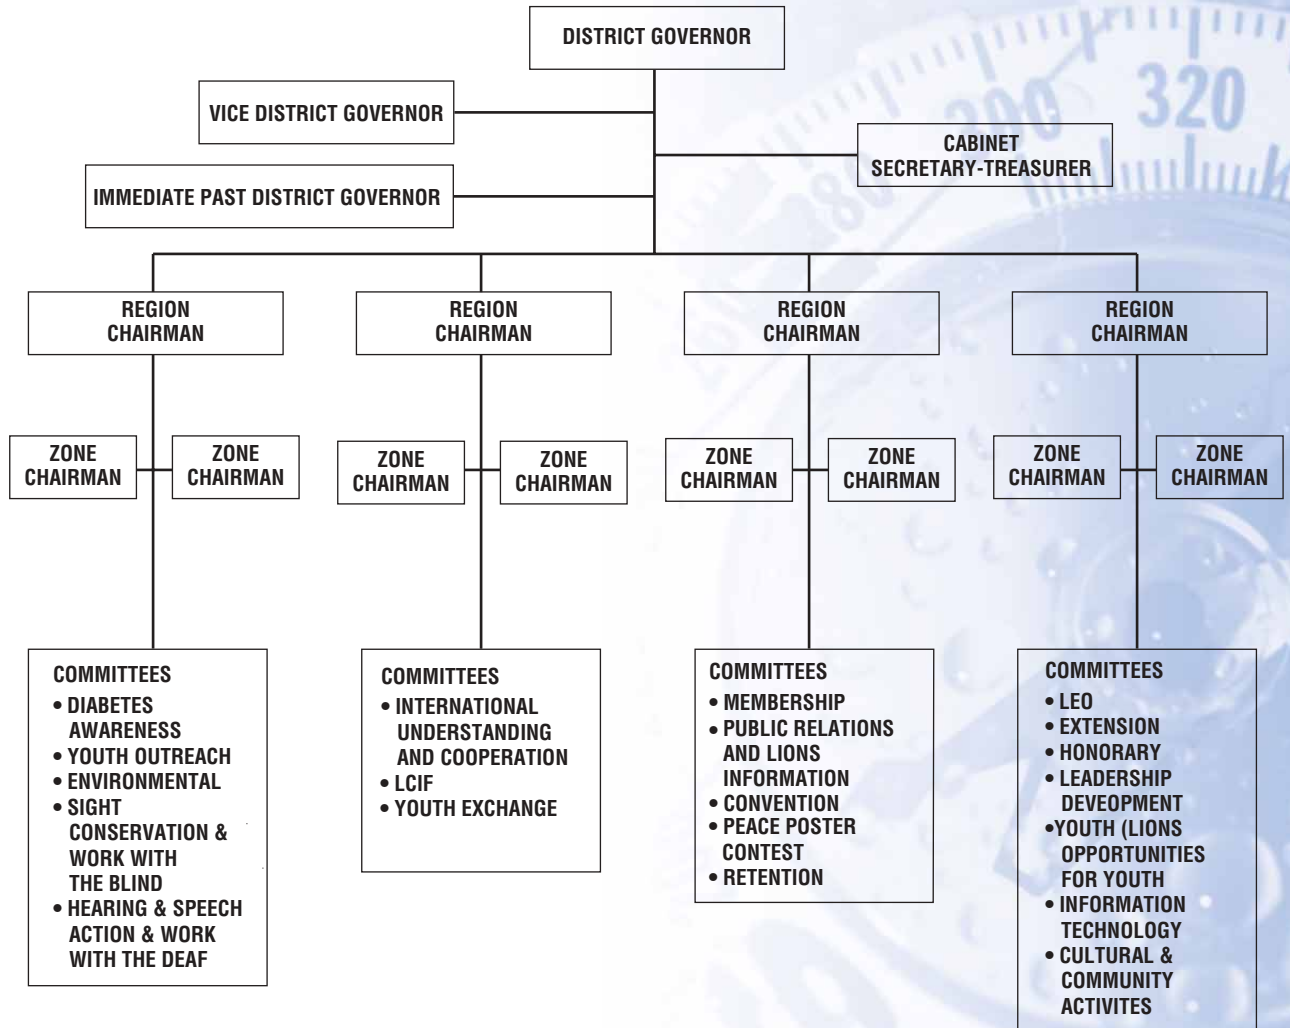 DISTRICT GOVERNOR
VICE DISTRICT GOVERNOR
CABINET
SECRETARY-TREASURER
IMMEDIATE PAST DISTRICT GOVERNOR
REGION
CHAIRMAN
REGION
CHAIRMAN
REGION
CHAIRMAN
REGION
CHAIRMAN
ZONE
CHAIRMAN
ZONE
CHAIRMAN
ZONE
CHAIRMAN
ZONE
CHAIRMAN
ZONE
CHAIRMAN
ZONE
CHAIRMAN
ZONE
CHAIRMAN
ZONE
CHAIRMAN
COMMITTEES
• DIABETES
AWARENESS
• YOUTH OUTREACH
• ENVIRONMENTAL
• SIGHT
CONSERVATION &
WORK WITH
THE BLIND
• HEARING & SPEECH
ACTION & WORK
WITH THE DEAF
COMMITTEES
• INTERNATIONAL
UNDERSTANDING
AND COOPERATION
• LCIF
• YOUTH EXCHANGE
COMMITTEES
• MEMBERSHIP
• PUBLIC RELATIONS
AND LIONS
INFORMATION
• CONVENTION
• PEACE POSTER
CONTEST
• RETENTION
COMMITTEES
• LEO
• EXTENSION
• HONORARY
• LEADERSHIP
DEVEOPMENT
•YOUTH (LIONS
OPPORTUNITIES
FOR YOUTH
• INFORMATION
TECHNOLOGY
• CULTURAL &
COMMUNITY
ACTIVITES
320
300
280